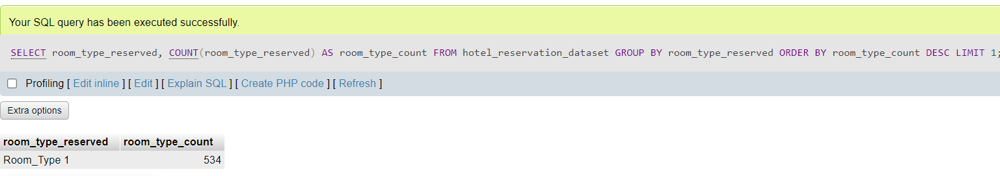 Your SQL query has been executed successfully.
SELECT room_type_reserved, COUNT(room_type_reserved) AS room_type_count FROM hotel_reservation_dataset GROUP BY room_type_reserved ORDER BY room_type_count DESC LIMIT 1;
Profiling [ Edit inline ] [ Edit ] [ Explain SQL ] [ Create PHP code ] [ Refresh ]
Extra options
room_type_reserved room_type_count
Room_Type 1 534